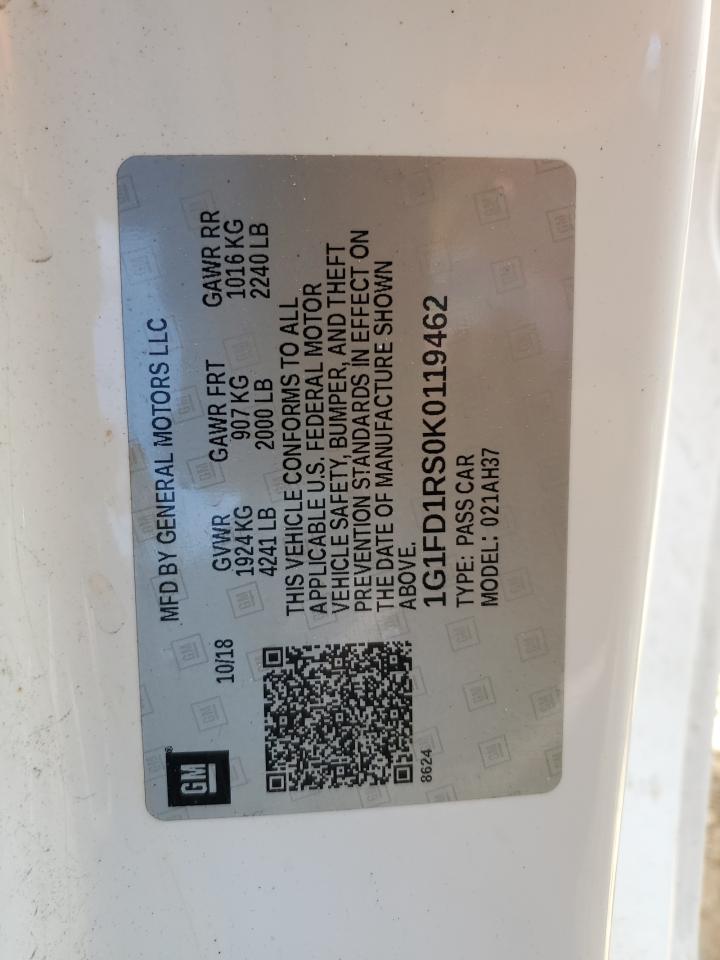 GM
MFD BY GENERAL MOTORS LLC
10/18
GVWR GAWR FRT GAWR RR
1924 KG 907 KG 1016 KG
4241 LB 2000 LB 2240 LB
THIS VEHICLE CONFORMS TO ALL
APPLICABLE U.S. FEDERAL MOTOR
VEHICLE SAFETY, BUMPER, AND THEFT
PREVENTION STANDARDS IN EFFECT ON
THE DATE OF MANUFACTURE SHOWN
ABOVE.
1G1FD1RS0K0119462
TYPE: PASS CAR
MODEL: 021AH37
8624